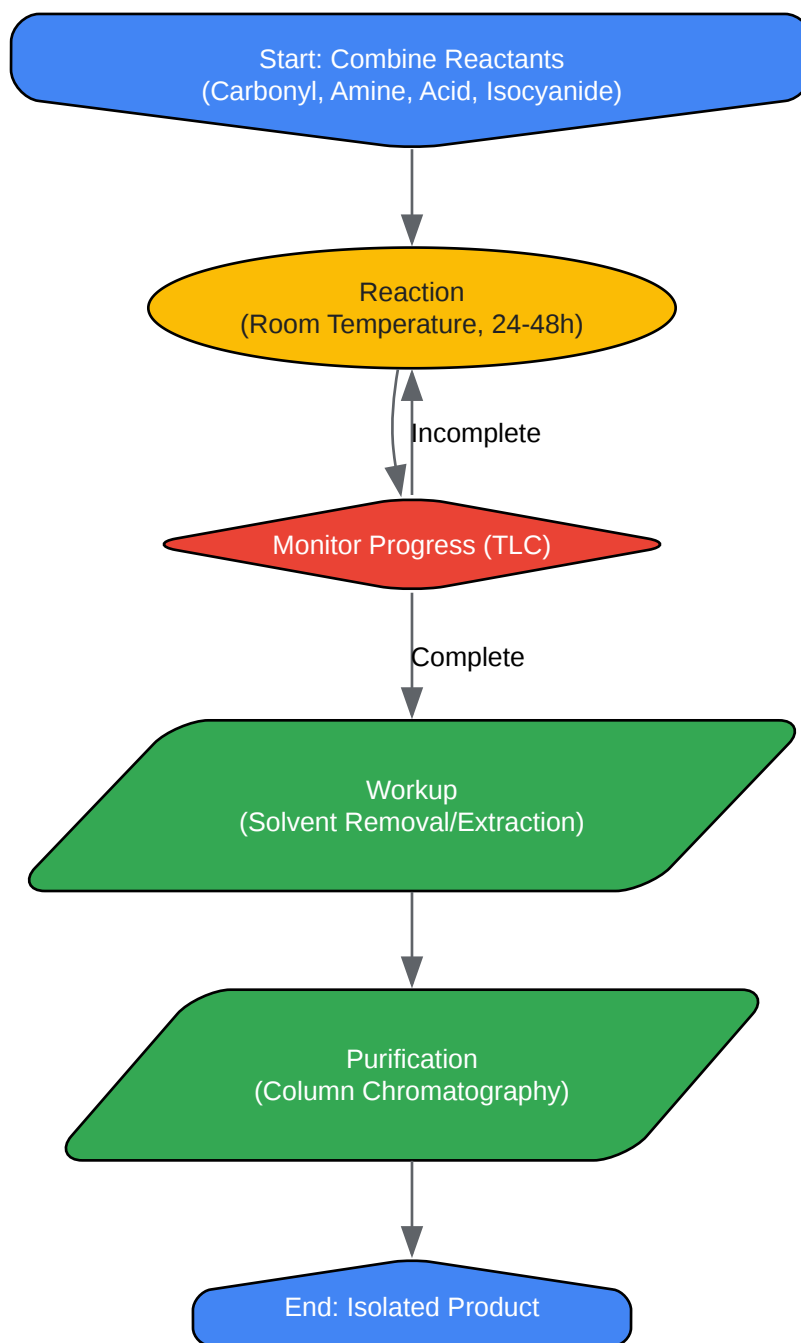 Start: Combine Reactants
(Carbonyl, Amine, Acid, Isocyanide)
Reaction
(Room Temperature, 24-48h)
Incomplete
Monitor Progress (TLC)
Complete
Workup
(Solvent Removal/Extraction)
Purification
(Column Chromatography)
End: Isolated Product